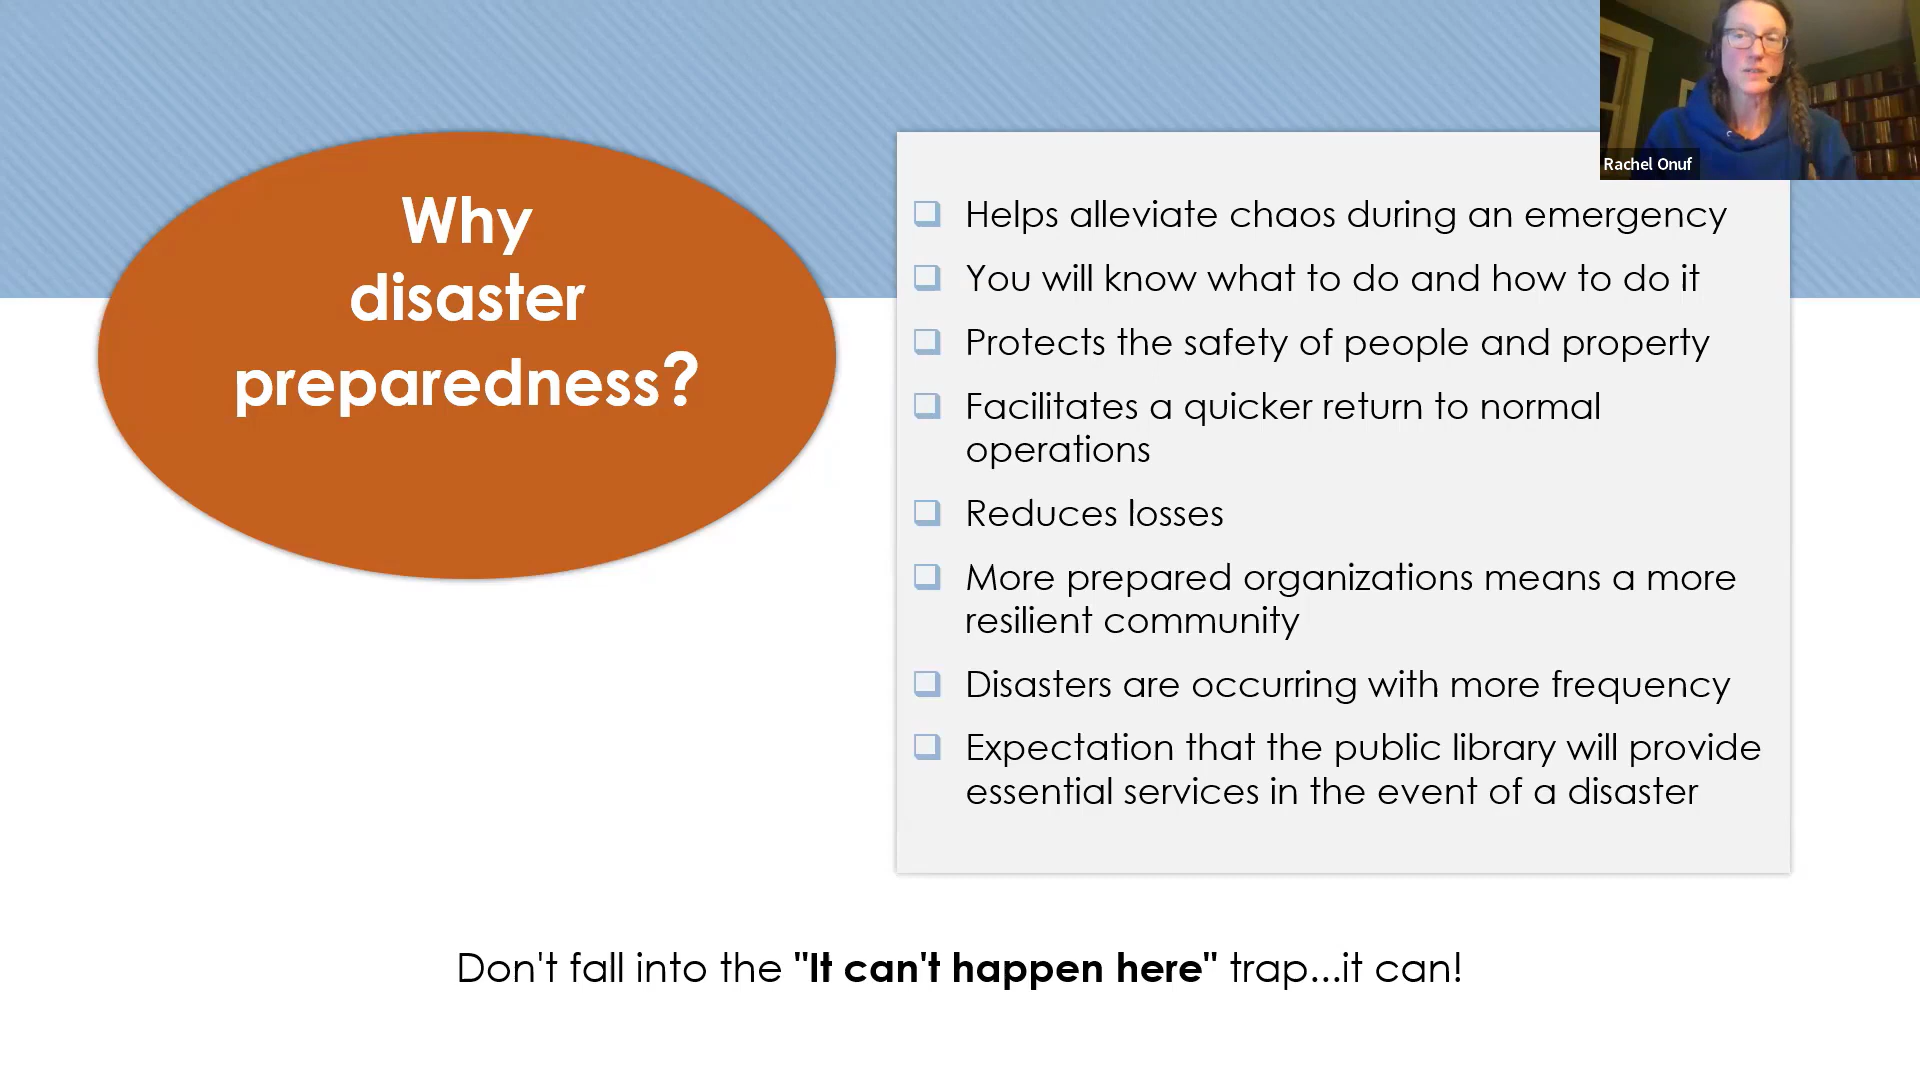 Rachel Onuf
Why
disaster
preparedness?
Helps alleviate chaos during an emergency
You will know what to do and how to do it
Protects the safety of people and property
Facilitates a quicker return to normal
operations
Reduces losses
More prepared organizations means a more
resilient community
Disasters are occurring with more frequency
Expectation that the public library will provide
essential services in the event of a disaster
Don't fall into the "It can't happen here" trap...it can!